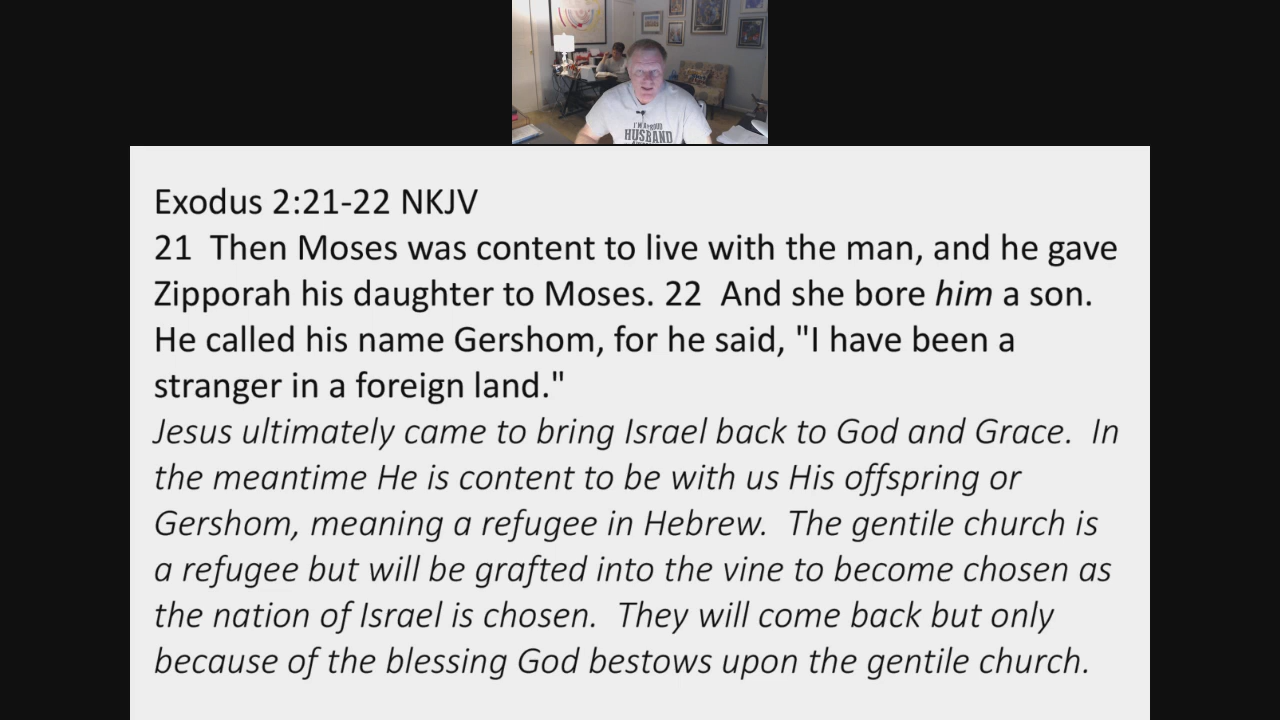 I'M A PROUD
HUSBAND
Exodus 2:21-22 NKJV
21 Then Moses was content to live with the man, and he gave
Zipporah his daughter to Moses. 22 And she bore him a son.
He called his name Gershom, for he said, "I have been a
stranger in a foreign land."
Jesus ultimately came to bring Israel back to God and Grace. In
the meantime He is content to be with us His offspring or
Gershom, meaning a refugee in Hebrew. The gentile church is
a refugee but will be grafted into the vine to become chosen as
the nation of Israel is chosen. They will come back but only
because of the blessing God bestows upon the gentile church.